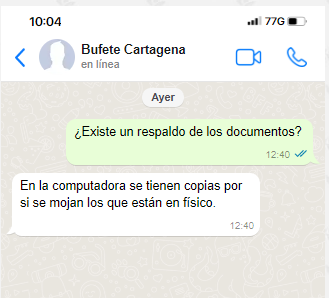 10:04
77G
Bufete Cartagena
en línea
Ayer
¿Existe un respaldo de los documentos?
12:40
En la computadora se tienen copias por
si se mojan los que están en físico.
12:40